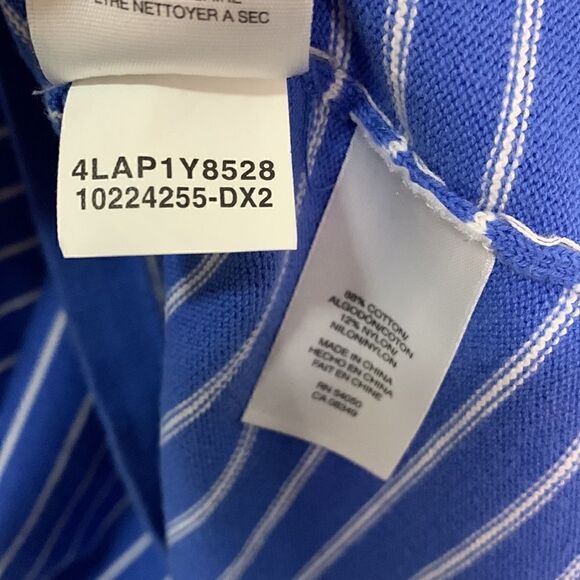 ETRE NETTOYER A SEC
4LAP1Y8528
10224255-DX2
88% COTTON/
ALGODÓN/COTON
12% NYLON/
NILON/NYLON
MADE IN CHINA
HECHO EN CHINA
FAIT EN CHINE
RN 54050
CA 08349